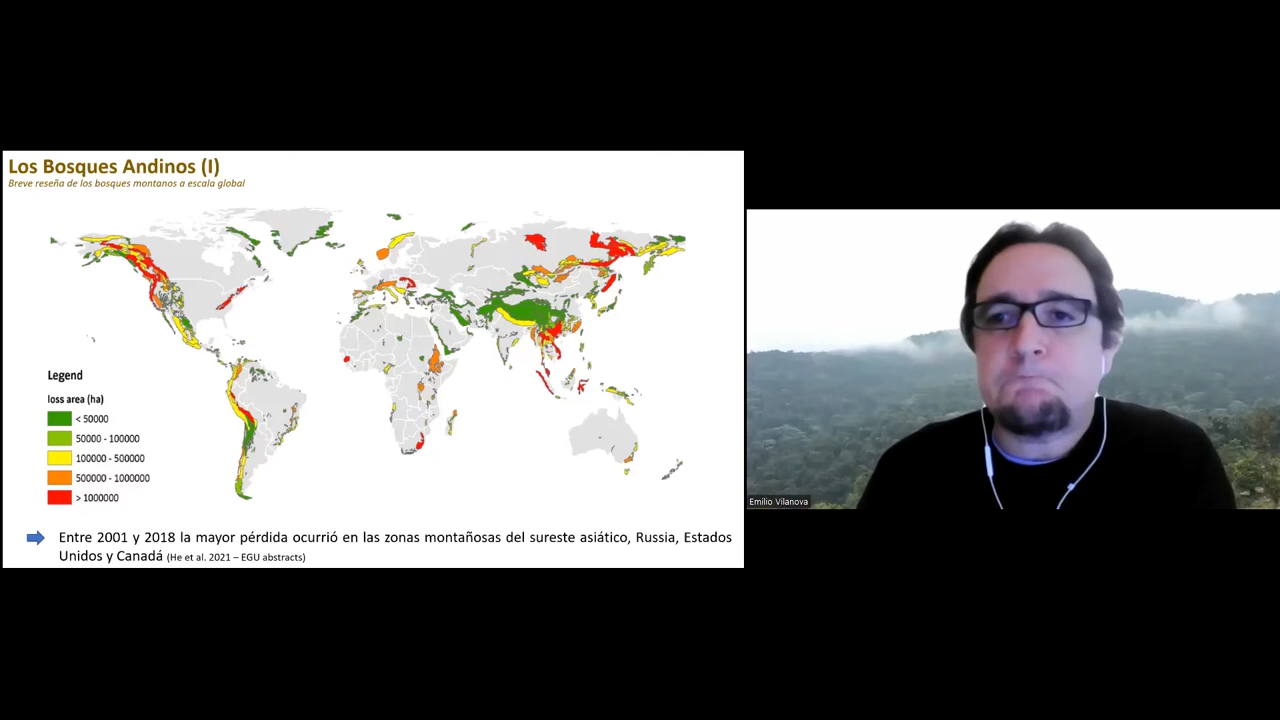 Los Bosques Andinos (I)
Breve reseña de los bosques montanos a escala global
Legend
loss area (ha)
< 50000
50000 - 100000
100000 - 500000
500000 - 1000000
> 1000000
Entre 2001 y 2018 la mayor pérdida ocurrió en las zonas montañosas del sureste asiático, Rusia, Estados
Unidos y Canadá (He et al. 2021 – EGU abstracts)
Emilio Vilanova